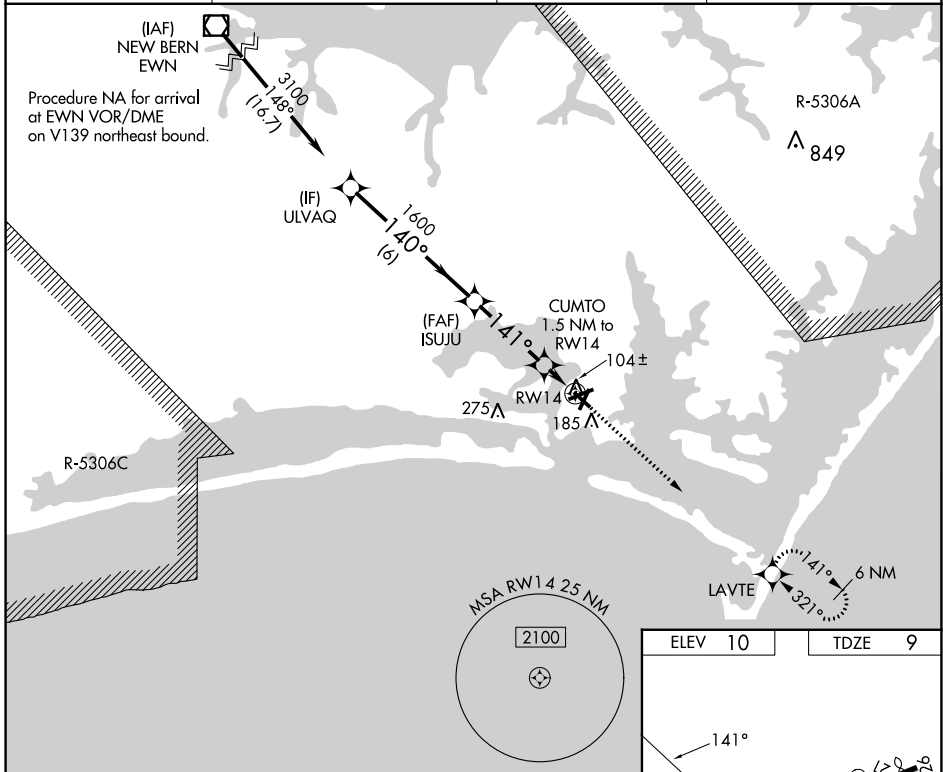 (IAF)
NEW BERN
EWN
3100
148°
(16.7)
Procedure NA for arrival
at EWN VOR/DME
on V139 northeast bound.
R-5306A
849
(IF)
ULVAQ
1600
140°
(6)
(FAF)
ISUJU
141°
CUMTO
1.5 NM to
RW14
104±
RW14
275
185
R-5306C
LAVTE
141°
6 NM
321°
MSA RW14 25 NM
2100
ELEV 10
TDZE 9
141°
26